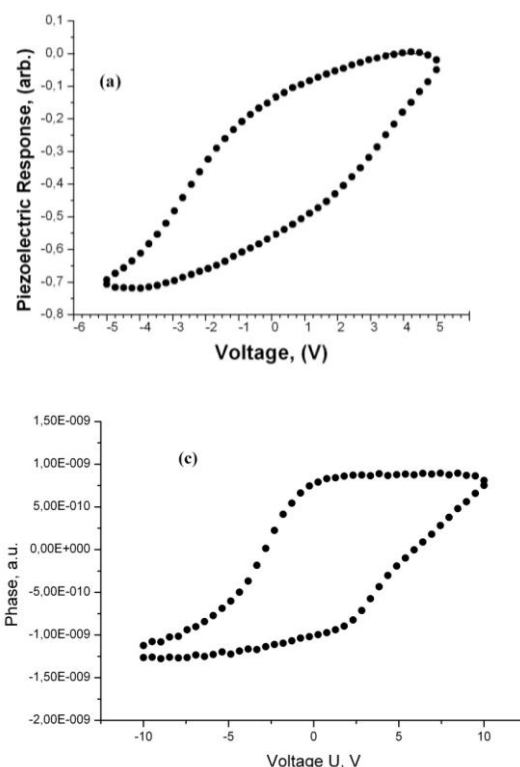 0,1
0,0
-0,1
-0,2
-0,3
-0,4
-0,5
-0,6
-0,7
-0,8
Piezoelectric Response, (arb.)
(a)
-6 -5 -4 -3 -2 -1 0 1 2 3 4 5
Voltage, (V)
1,50E-009
1,00E-009
5,00E-010
0,00E+000
-5,00E-010
-1,00E-009
-1,50E-009
-2,00E-009
Phase, a.u.
(c)
-10 -5 0 5 10
Voltage U, V